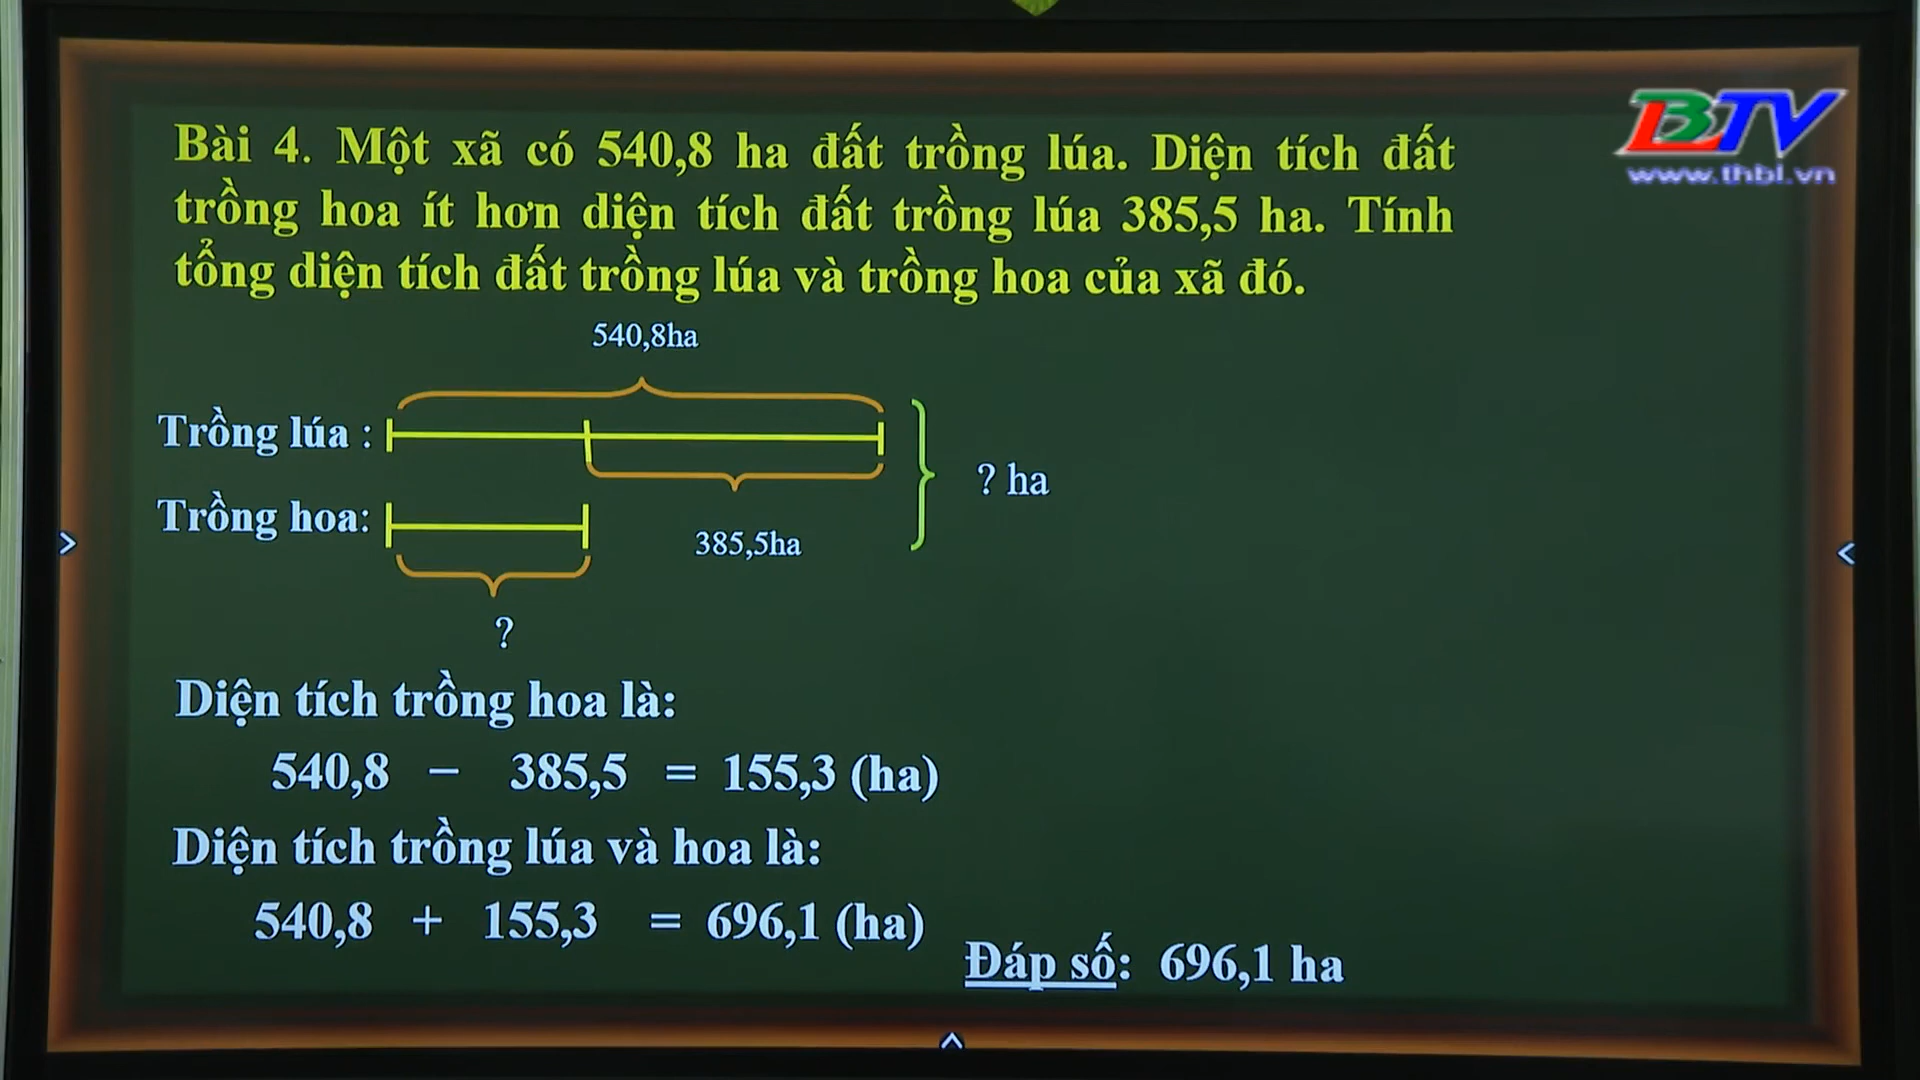 BTV
www.thbl.vn
Bài 4. Một xã có 540,8 ha đất trồng lúa. Diện tích đất
trồng hoa ít hơn diện tích đất trồng lúa 385,5 ha. Tính
tổng diện tích đất trồng lúa và trồng hoa của xã đó.
540,8ha
Trồng lúa :
? ha
Trồng hoa:
385,5ha
?
Diện tích trồng hoa là:
540,8 – 385,5 = 155,3 (ha)
Diện tích trồng lúa và hoa là:
540,8 + 155,3 = 696,1 (ha)
Đáp số: 696,1 ha